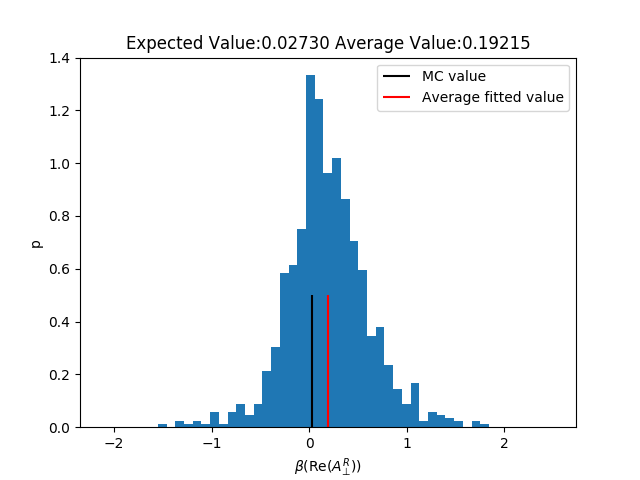 Expected Value:0.02730 Average Value:0.19215
MC value
Average fitted value
p
1.4
1.2
1.0
0.8
0.6
0.4
0.2
0.0
−2
−1
0
1
2
β(Re(A⊥^R))